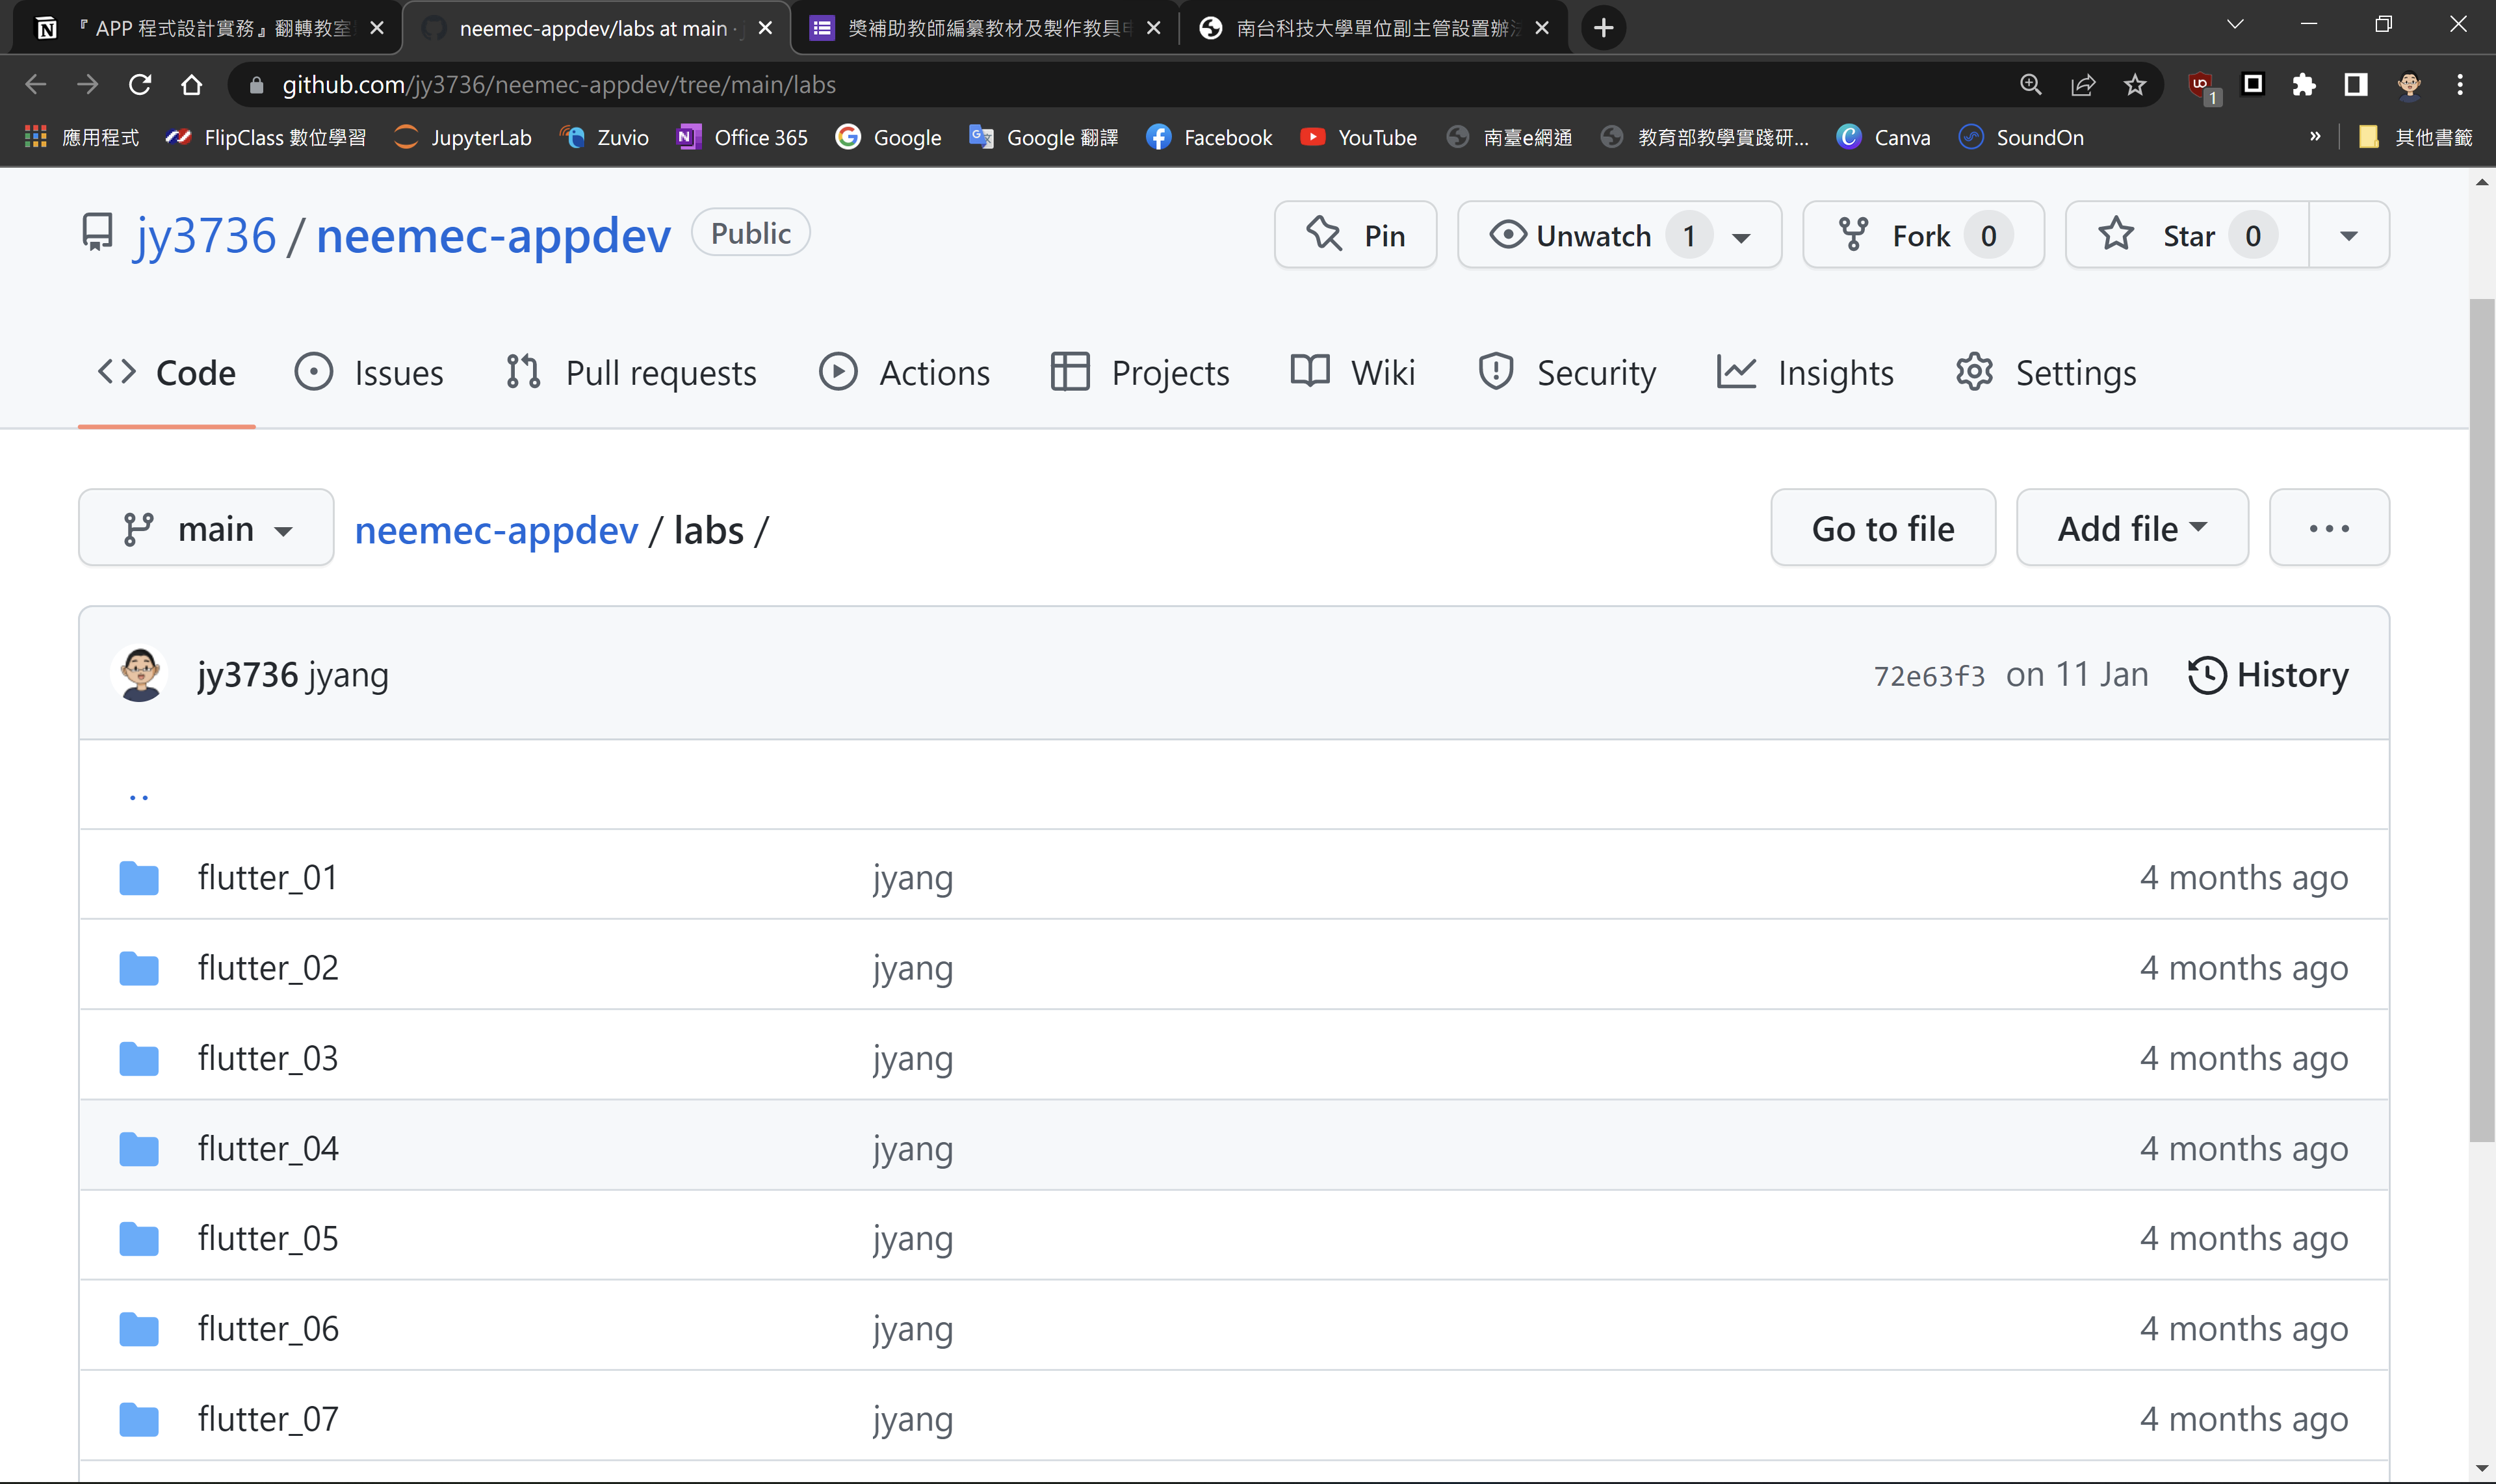 『 APP 程式設計實務』翻轉教室
neemec-appdev/labs at main ·
獎補助教師編纂教材及製作教具申
南台科技大學單位副主管設置辦法
github.com/jy3736/neemec-appdev/tree/main/labs
1
應用程式 FlipClass 數位學習 JupyterLab Zuvio Office 365 Google Google 翻譯 Facebook YouTube 南臺e網通 教育部教學實踐研... Canva SoundOn » 其他書籤
jy3736 / neemec-appdev Public
Pin Unwatch 1 Fork 0 Star 0
Code Issues Pull requests Actions Projects Wiki Security Insights Settings
main neemec-appdev / labs / Go to file Add file ...
jy3736 jyang 72e63f3 on 11 Jan History
..
flutter_01 jyang 4 months ago
flutter_02 jyang 4 months ago
flutter_03 jyang 4 months ago
flutter_04 jyang 4 months ago
flutter_05 jyang 4 months ago
flutter_06 jyang 4 months ago
flutter_07 jyang 4 months ago